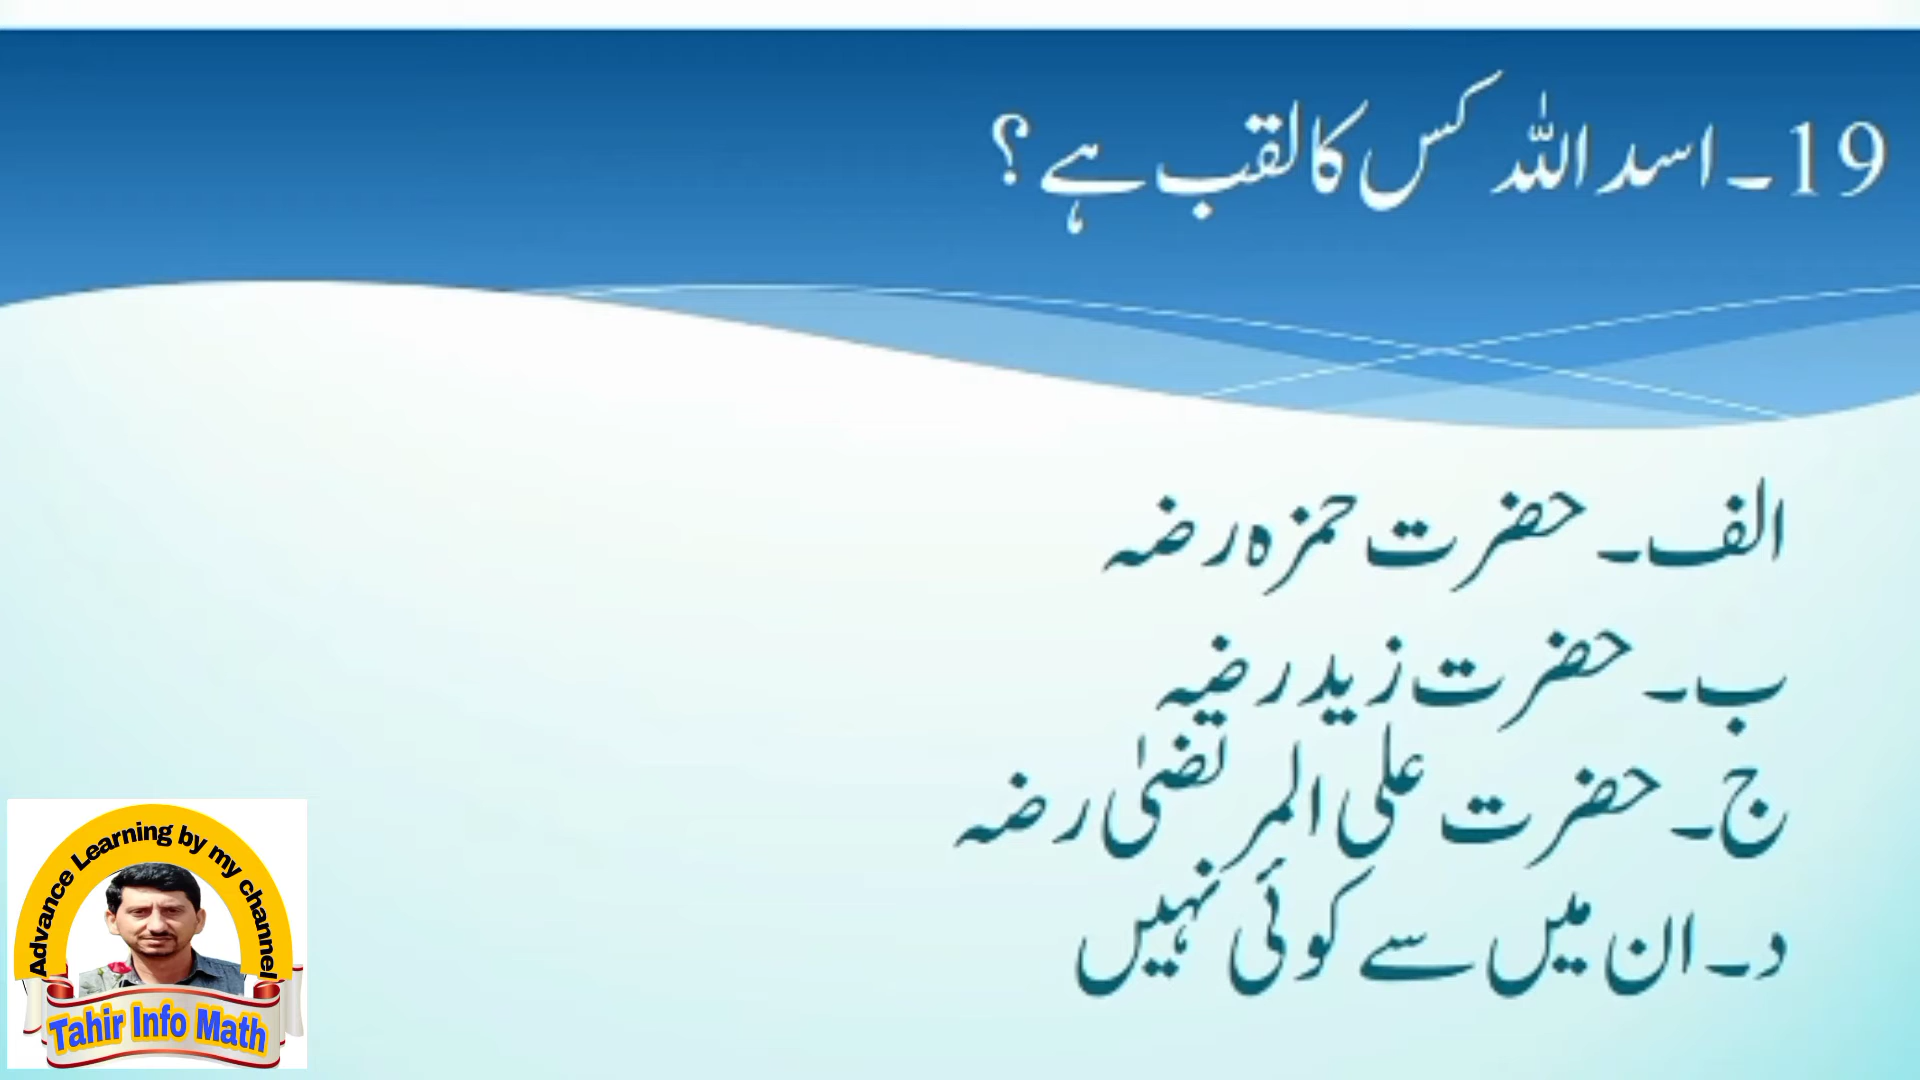 19۔ اسد اللہ کس کا لقب ہے؟
الف۔ حضرت حمزہ رضہ
ب۔ حضرت زید رضیہ
ج۔ حضرت علی المرتضیٰ رضہ
د۔ ان میں سے کوئی نہیں
Advance Learning by my channel
Tahir Info Math